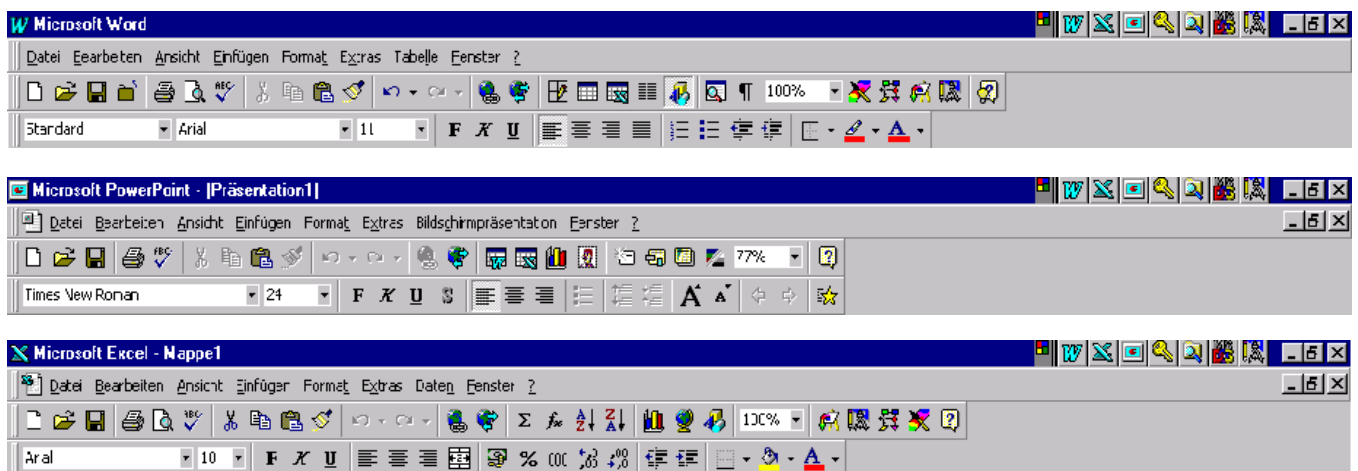 Microsoft Word
Datei Bearbeiten Ansicht Einfügen Format Extras Tabelle Fenster ?
100%
Standard Arial 11 F K U
Microsoft PowerPoint - [Präsentation1]
Datei Bearbeiten Ansicht Einfügen Format Extras Bildschirmpräsentation Fenster ?
77%
Times New Roman 24 F K U S
Microsoft Excel - Mappe1
Datei Bearbeiten Ansicht Einfügen Format Extras Daten Fenster ?
100%
Arial 10 F K U % 000